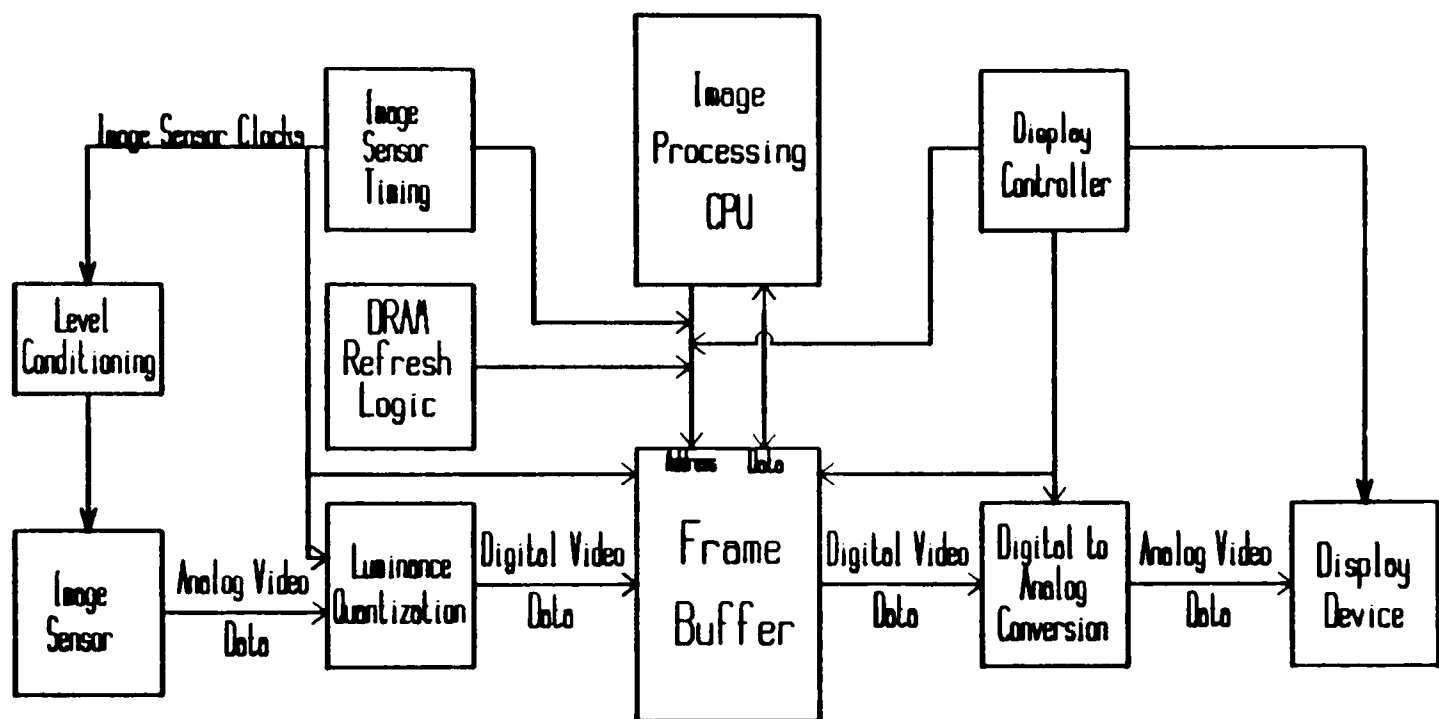 Image Sensor Clocks
Image
Sensor
Timing
Image
Processing
CPU
Display
Controller
Level
Conditioning
DRAM
Refresh
Logic
Address
Data
Image
Sensor
Analog Video
Data
Luminance
Quantization
Digital Video
Data
Frame
Buffer
Digital Video
Data
Digital to
Analog
Conversion
Analog Video
Data
Display
Device